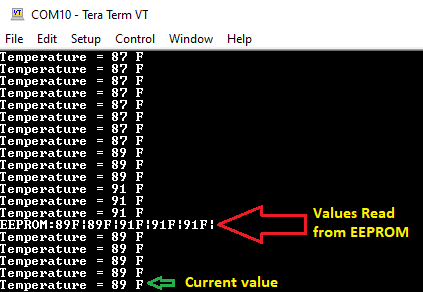 COM10 - Tera Term VT
File Edit Setup Control Window Help
Temperature = 87 F
Temperature = 87 F
Temperature = 87 F
Temperature = 87 F
Temperature = 87 F
Temperature = 87 F
Temperature = 87 F
Temperature = 87 F
Temperature = 89 F
Temperature = 89 F
Temperature = 89 F
Temperature = 91 F
Temperature = 91 F
Temperature = 91 F
EEPROM:89F¦89F¦91F¦91F¦91F¦
Values Read
from EEPROM
Temperature = 89 F
Temperature = 89 F
Temperature = 89 F
Temperature = 89 F
Temperature = 89 F
Current value